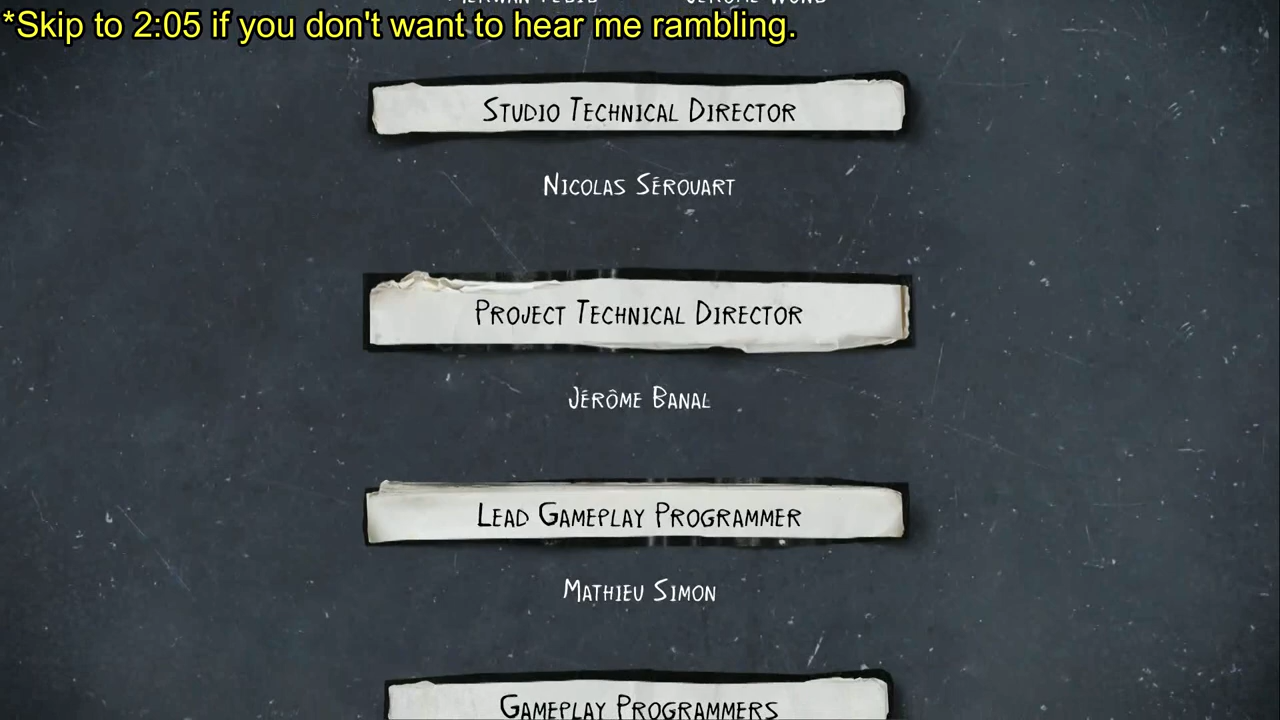 *Skip to 2:05 if you don't want to hear me rambling.
Studio Technical Director
Nicolas Sérouart
Project Technical Director
Jérôme Banal
Lead Gameplay Programmer
Mathieu Simon
Gameplay Programmers